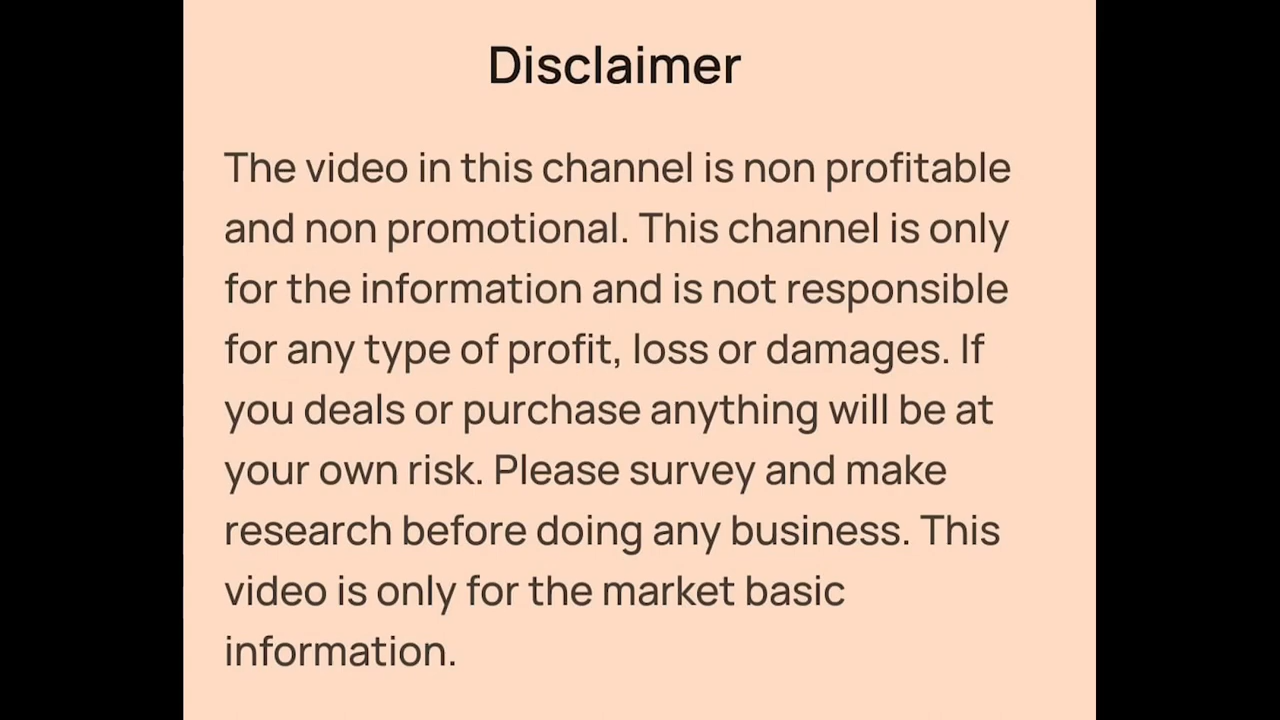 Disclaimer
The video in this channel is non profitable
and non promotional. This channel is only
for the information and is not responsible
for any type of profit, loss or damages. If
you deals or purchase anything will be at
your own risk. Please survey and make
research before doing any business. This
video is only for the market basic
information.